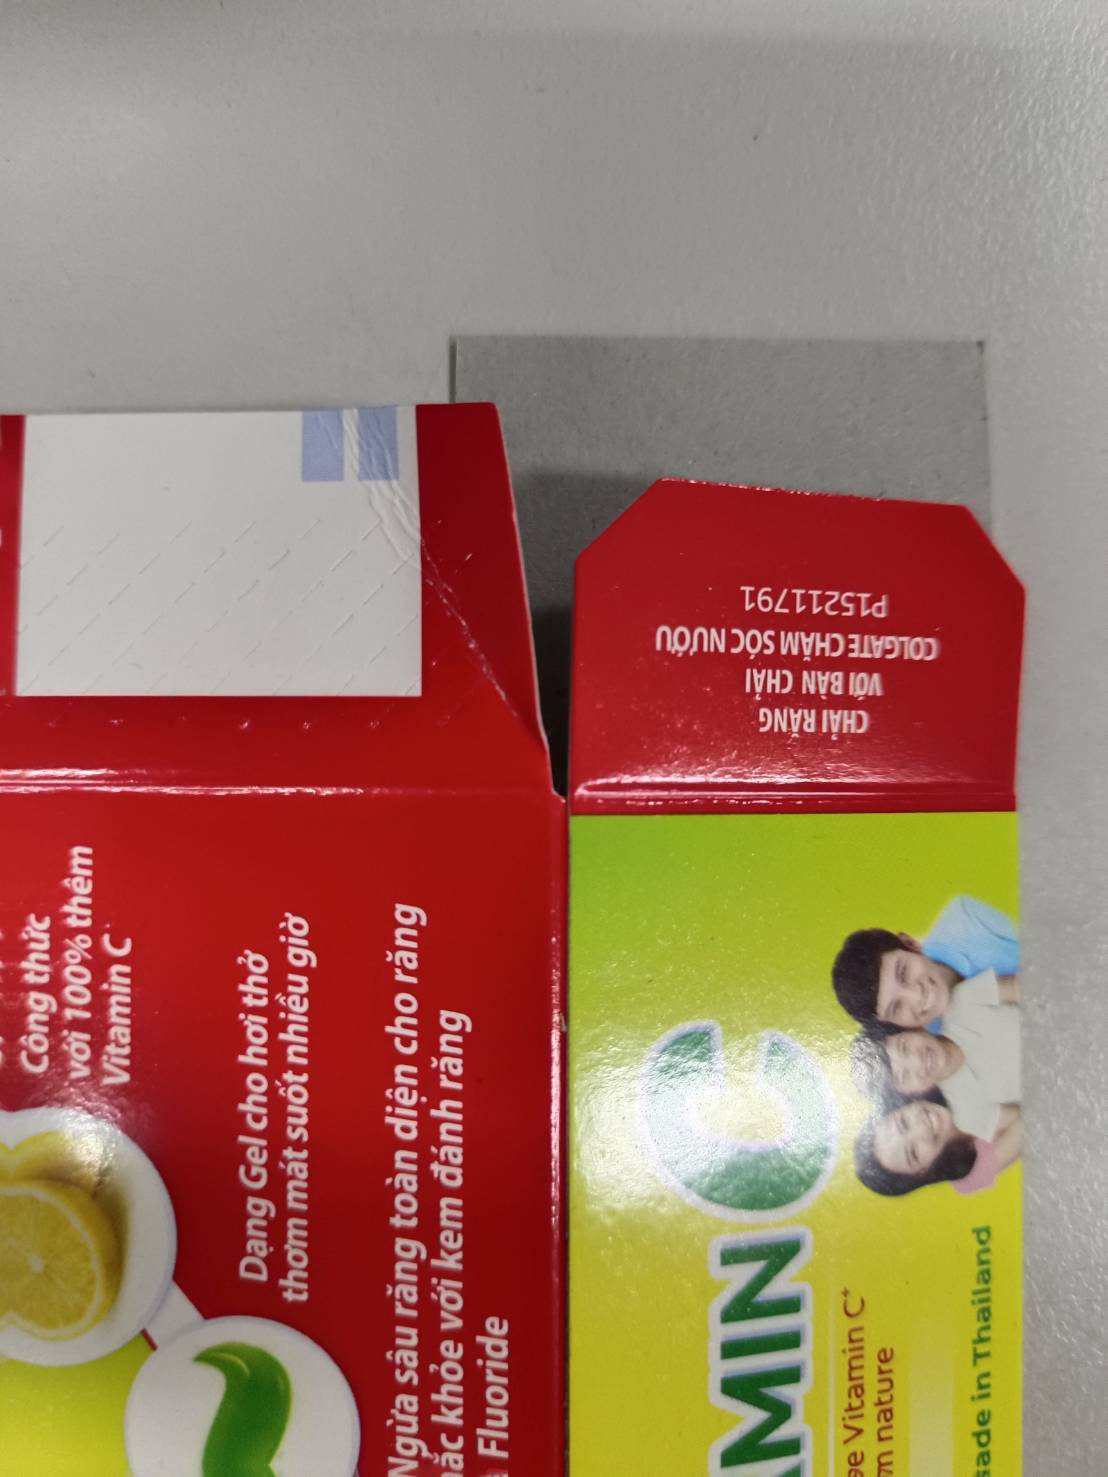 CHẢI RĂNG
VỚI BÀN CHẢI
COLGATE CHĂM SÓC NƯỚU
P15211791
Công thức
với 100% thêm
Vitamin C
Dạng Gel cho hơi thở
thơm mát suốt nhiều giờ
Ngừa sâu răng toàn diện cho răng
khỏe với kem đánh răng
Fluoride
AMIN C
Vitamin C+
nature
in Thailand